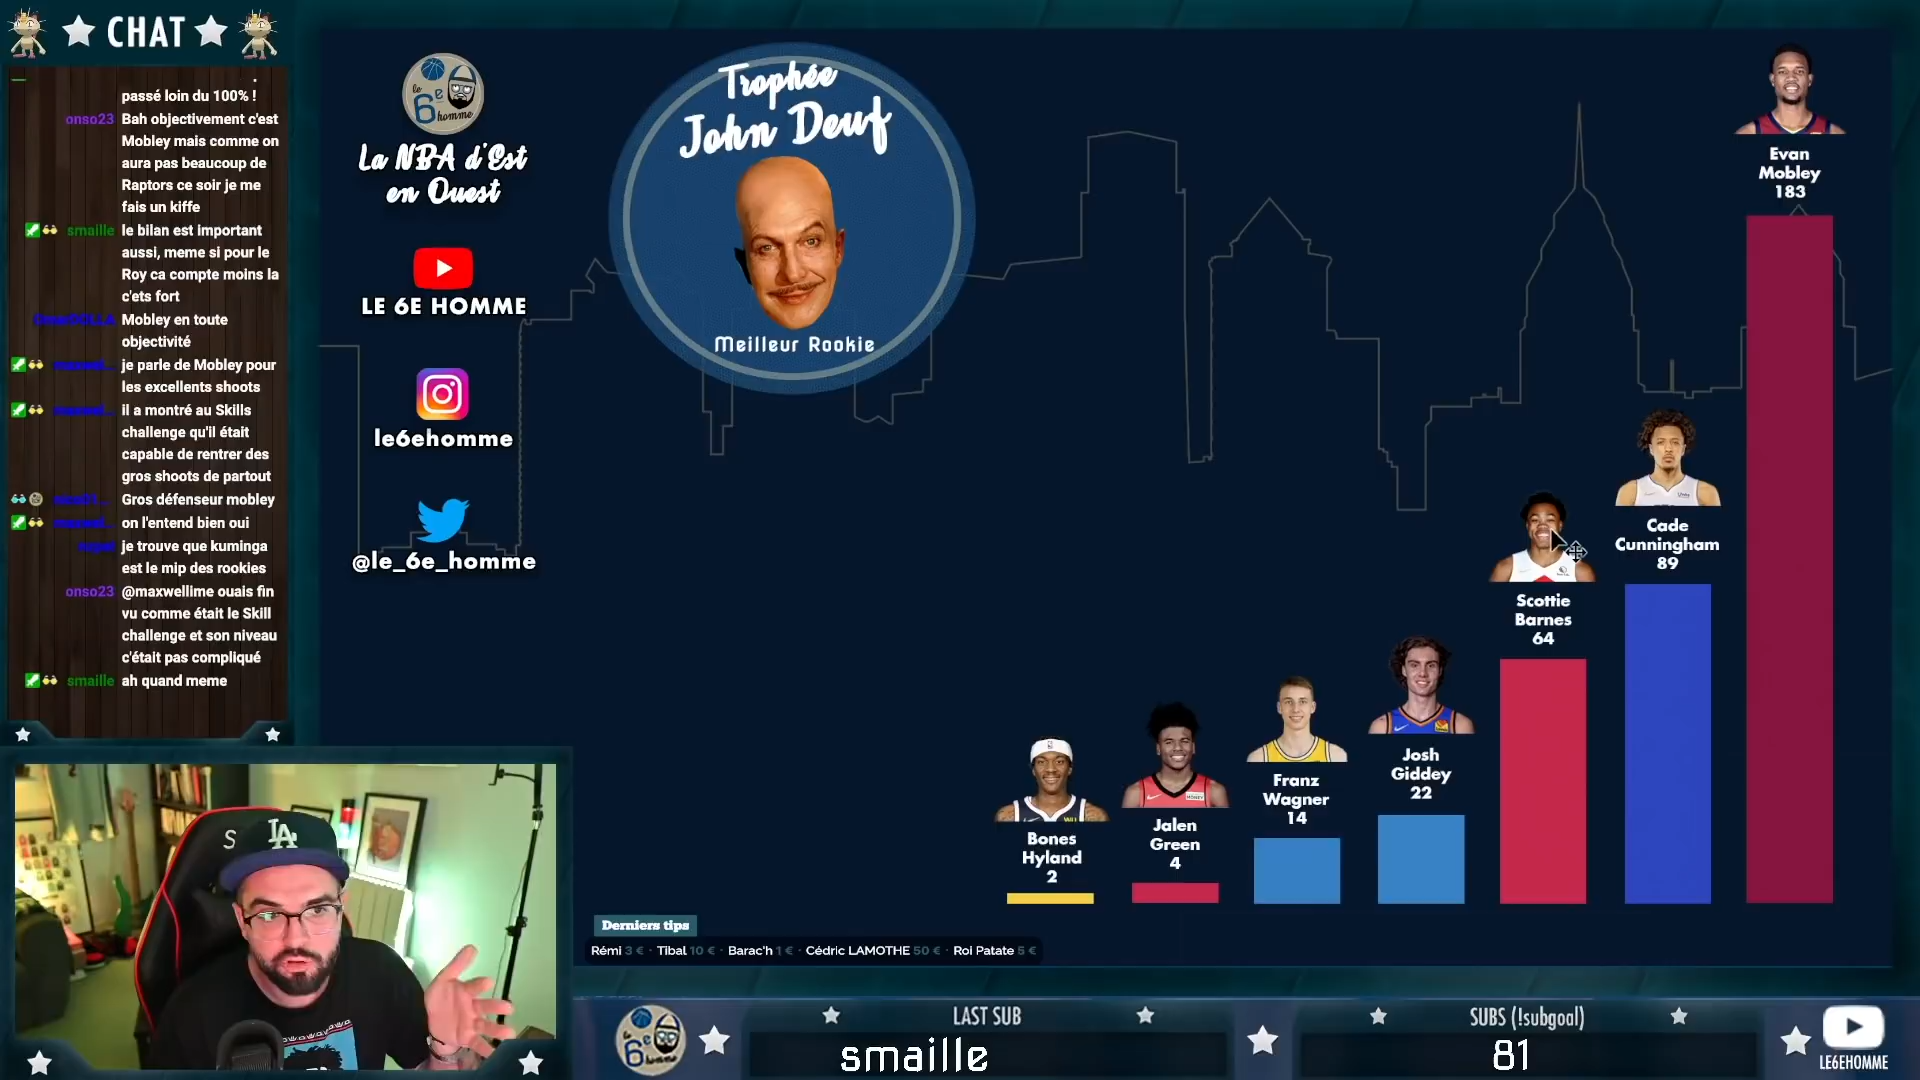 CHAT
passé loin du 100% !
onso23 Bah objectivement c'est
Mobley mais comme on
aura pas beaucoup de
Raptors ce soir je me
fais un kiffe
smaille le bilan est important
aussi, meme si pour le
Roy ca compte moins la
c'ets fort
Mobley en toute
objectivité
je parle de Mobley pour
les excellents shoots
il a montré au Skills
challenge qu'il était
capable de rentrer des
gros shoots de partout
Gros défenseur mobley
on l'entend bien oui
je trouve que kuminga
est le mip des rookies
onso23 @maxwellime ouais fin
vu comme était le Skill
challenge et son niveau
c'était pas compliqué
smaille ah quand meme
le
6e
homme
La NBA d'Est
en Ouest
LE 6E HOMME
le6ehomme
@le_6e_homme
Trophée
John Deuf
Meilleur Rookie
Evan
Mobley
183
Cade
Cunningham
89
Scottie
Barnes
64
Josh
Giddey
22
Franz
Wagner
14
Jalen
Green
4
Bones
Hyland
2
Derniers tips
Rémi 3 € · Tibal 10 € · Barac'h 1 € · Cédric LAMOTHE 50 € · Roi Patate 5 €
S
LA
le
6e
homme
LAST SUB
smaille
SUBS (!subgoal)
81
LE6EHOMME